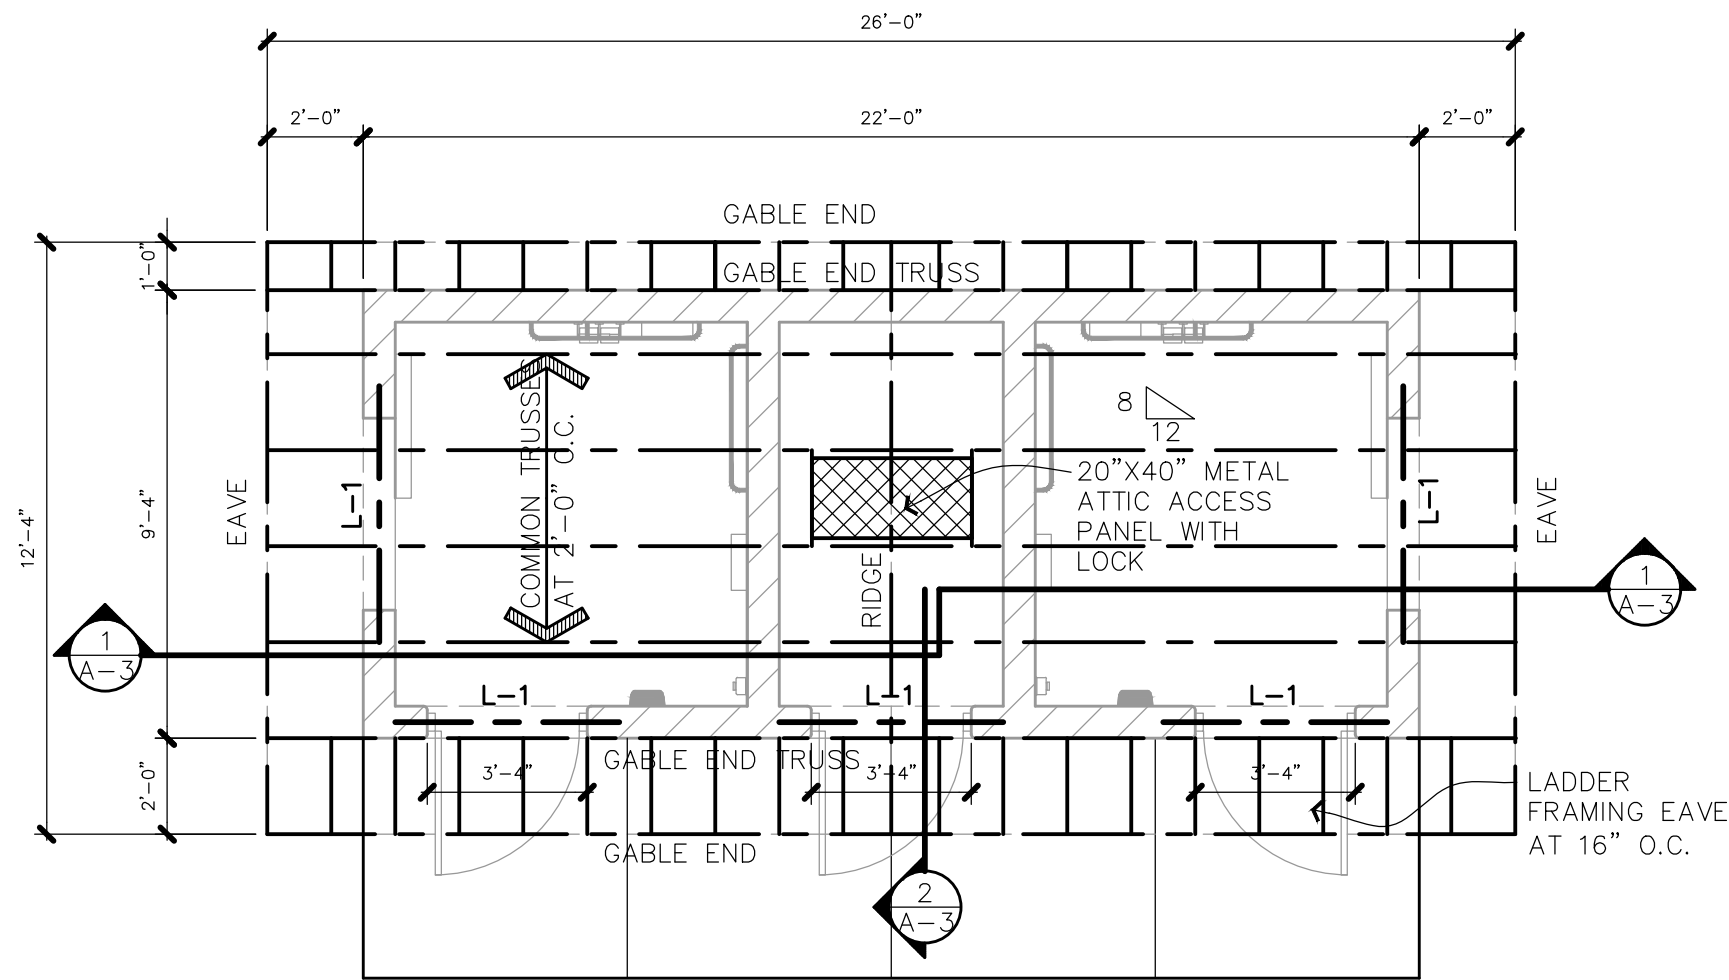 26'-0"
2'-0"
22'-0"
2'-0"
GABLE END
1'-0"
GABLE END TRUSS
8
12
20"X40" METAL
ATTIC ACCESS
PANEL WITH
LOCK
COMMON TRUSSES
AT 2'-0" O.C.
EAVE
L-1
L-1
EAVE
12'-4"
9'-4"
RIDGE
1
A-3
1
A-3
L-1
L-1
L-1
GABLE END TRUSS
2'-0"
3'-4"
3'-4"
3'-4"
LADDER
FRAMING EAVE
AT 16" O.C.
GABLE END
2
A-3